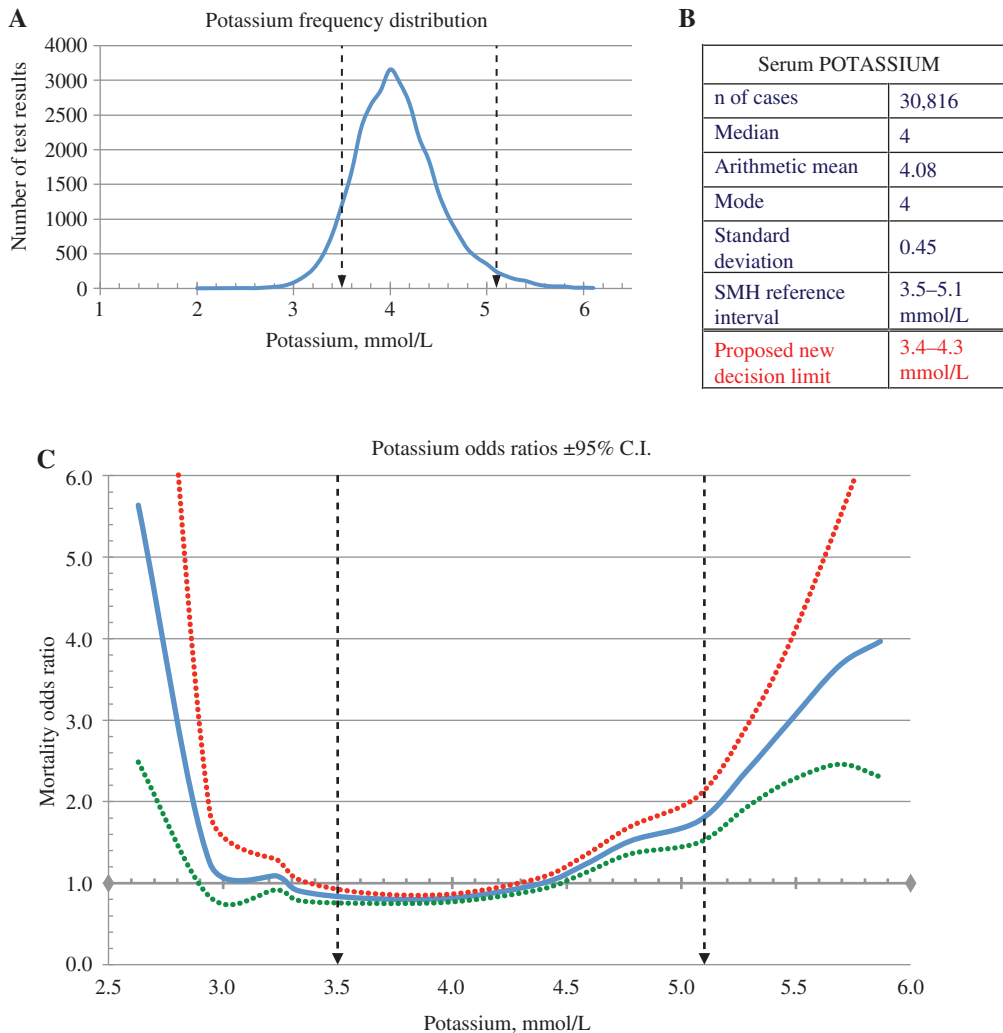 A
Potassium frequency distribution
Number of test results
4000
3500
3000
2500
2000
1500
1000
500
0
1 2 3 4 5 6
Potassium, mmol/L
B
Serum POTASSIUM
n of cases 30,816
Median 4
Arithmetic mean 4.08
Mode 4
Standard
deviation 0.45
SMH reference 3.5–5.1
interval mmol/L
Proposed new 3.4–4.3
decision limit mmol/L
C
Potassium odds ratios ±95% C.I.
Mortality odds ratio
6.0
5.0
4.0
3.0
2.0
1.0
0.0
2.5 3.0 3.5 4.0 4.5 5.0 5.5 6.0
Potassium, mmol/L